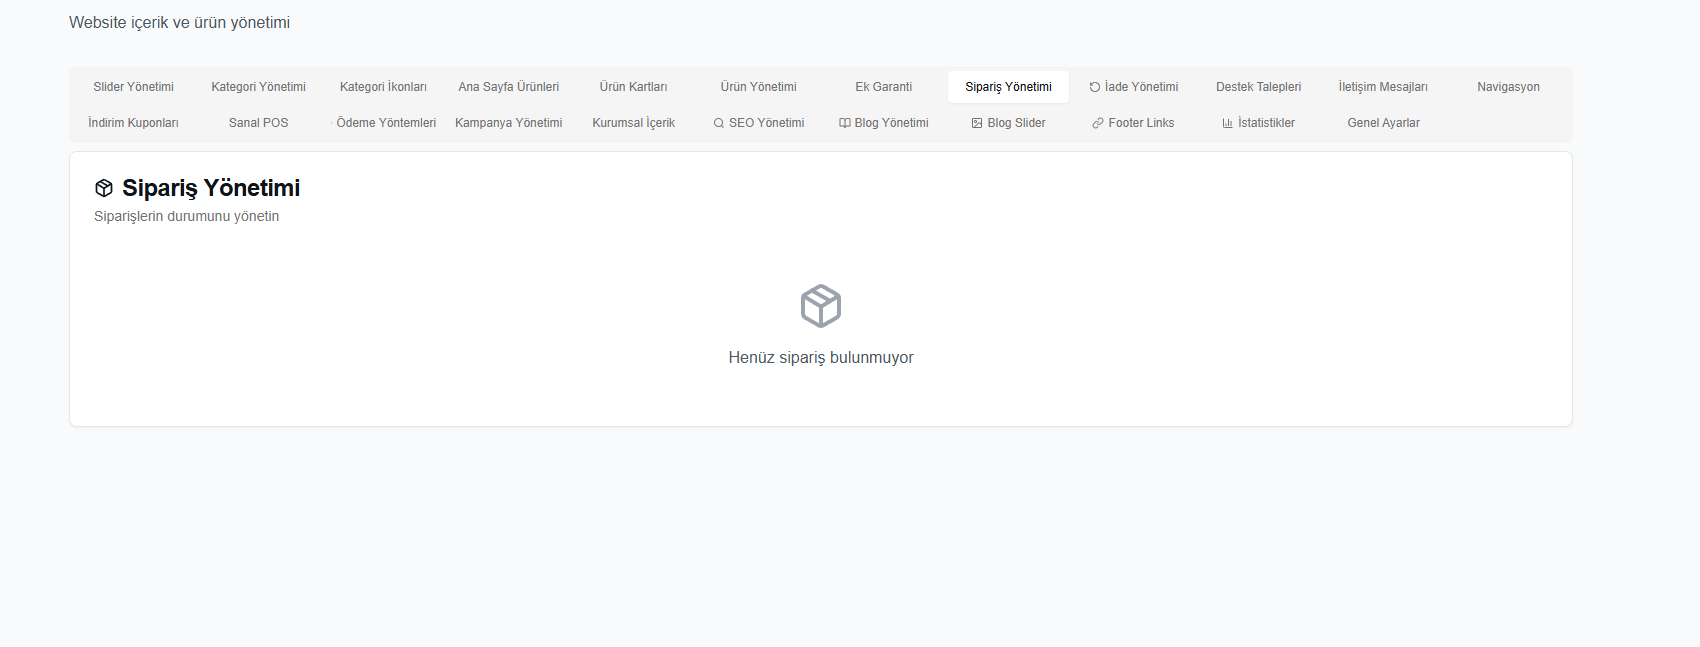 Website içerik ve ürün yönetimi
Slider Yönetimi Kategori Yönetimi Kategori İkonları Ana Sayfa Ürünleri Ürün Kartları Ürün Yönetimi Ek Garanti Sipariş Yönetimi İade Yönetimi Destek Talepleri İletişim Mesajları Navigasyon
İndirim Kuponları Sanal POS Ödeme Yöntemleri Kampanya Yönetimi Kurumsal İçerik SEO Yönetimi Blog Yönetimi Blog Slider Footer Links İstatistikler Genel Ayarlar
Sipariş Yönetimi
Siparişlerin durumunu yönetin
Henüz sipariş bulunmuyor